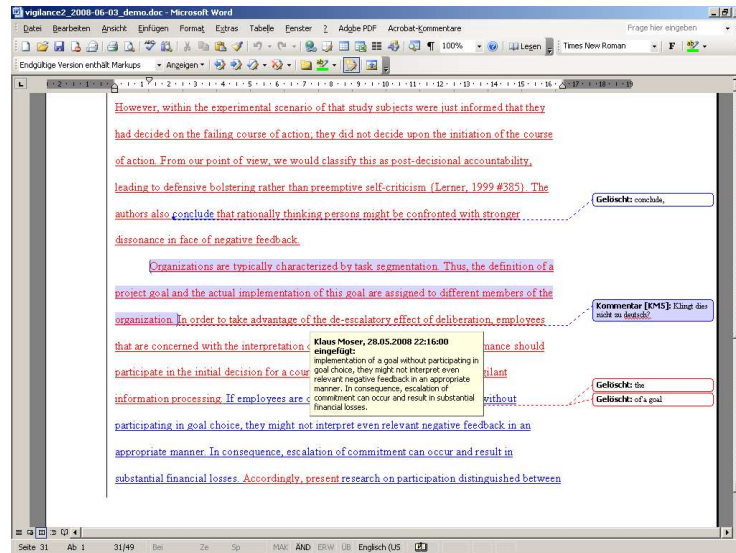 vigilance2_2008-06-03_demo.doc - Microsoft Word
Datei Bearbeiten Ansicht Einfügen Format Extras Tabelle Fenster ? Adobe PDF Acrobat-Kommentare Frage hier eingeben
100% Lesen Times New Roman F
Endgültige Version enthält Markups Anzeigen
However, within the experimental scenario of that study subjects were just informed that they
had decided on the failing course of action; they did not decide upon the initiation of the course
of action. From our point of view, we would classify this as post-decisional accountability,
leading to defensive bolstering rather than preemptive self-criticism {Lerner, 1999 #385}. The
authors also conclude that rationally thinking persons might be confronted with stronger
Gelöscht: conclude,
dissonance in face of negative feedback.
Organizations are typically characterized by task segmentation. Thus, the definition of a
project goal and the actual implementation of this goal are assigned to different members of the
organization. In order to take advantage of the de-escalatory effect of deliberation, employees
Kommentar [KM5]: Klingt dies
nicht zu deutsch?
that are concerned with the interpretation mance should
participate in the initial decision for a cour ilant
information processing. If employees are without
Klaus Moser, 28.05.2008 22:16:00
eingefügt:
implementation of a goal without participating in
goal choice, they might not interpret even
relevant negative feedback in an appropriate
manner. In consequence, escalation of
commitment can occur and result in substantial
financial losses.
Gelöscht: the
Gelöscht: of a goal
participating in goal choice, they might not interpret even relevant negative feedback in an
appropriate manner. In consequence, escalation of commitment can occur and result in
substantial financial losses. Accordingly, present research on participation distinguished between
Seite 31 Ab 1 31/49 Bei Ze Sp MAK ÄND ERW ÜB Englisch (US